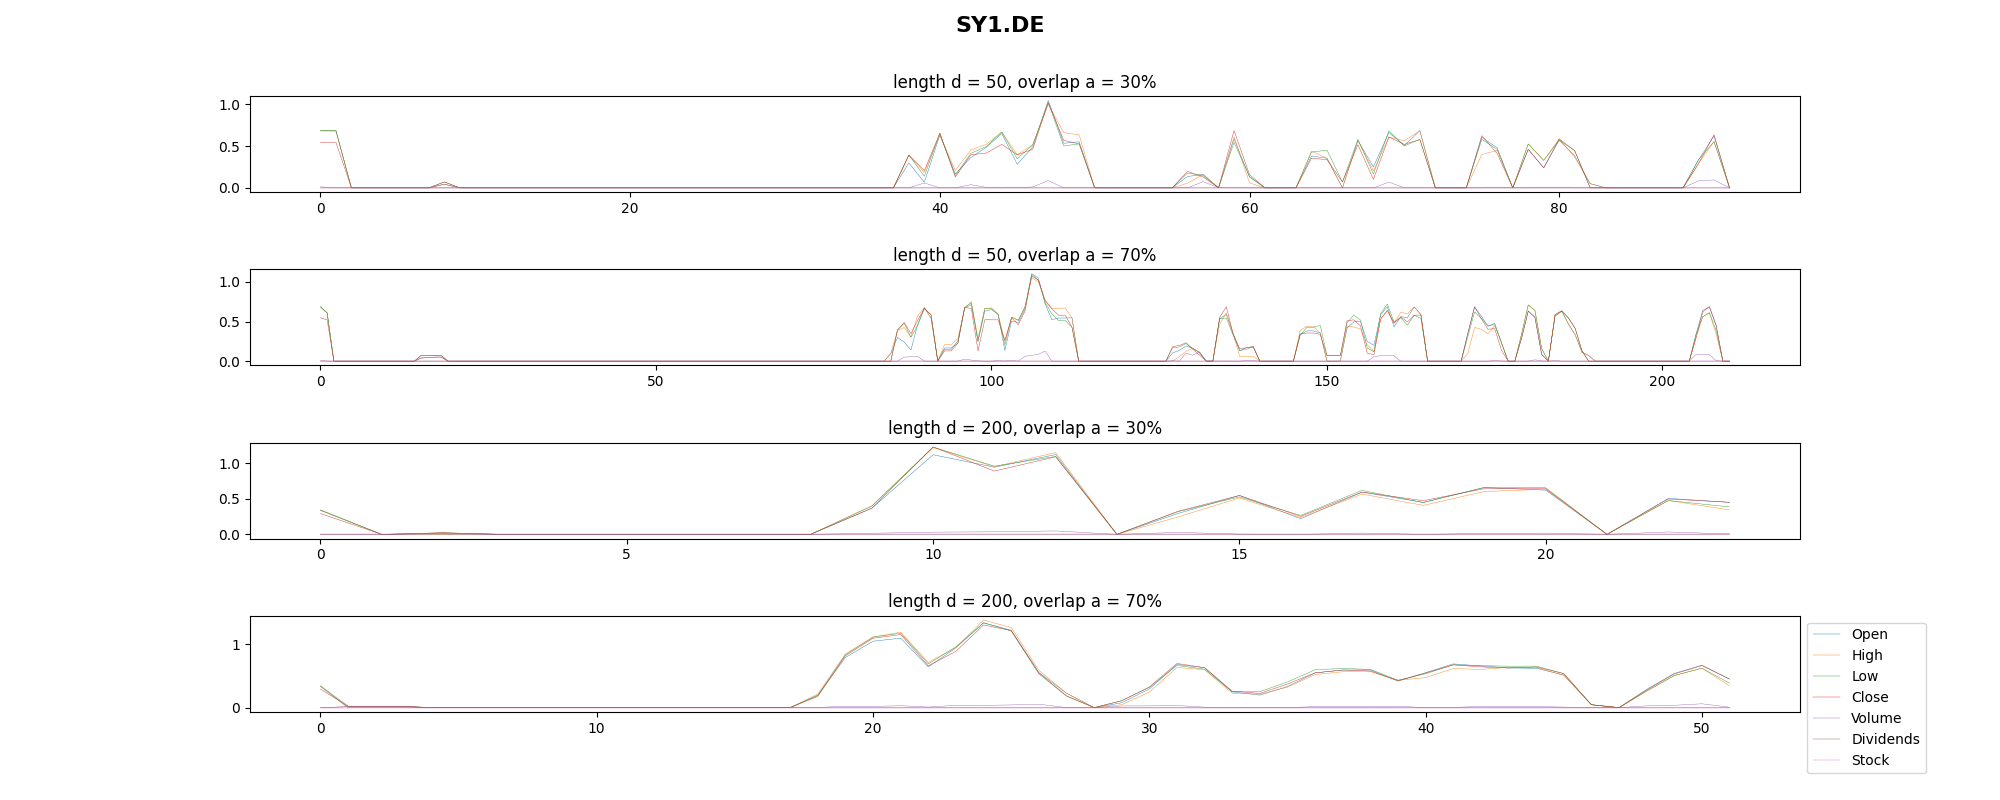 SY1.DE
length d = 50, overlap a = 30%
1.0
0.5
0.0
0 20 40 60 80
length d = 50, overlap a = 70%
1.0
0.5
0.0
0 50 100 150 200
length d = 200, overlap a = 30%
1.0
0.5
0.0
0 5 10 15 20
length d = 200, overlap a = 70%
1
0
0 10 20 30 40 50
Open
High
Low
Close
Volume
Dividends
Stock